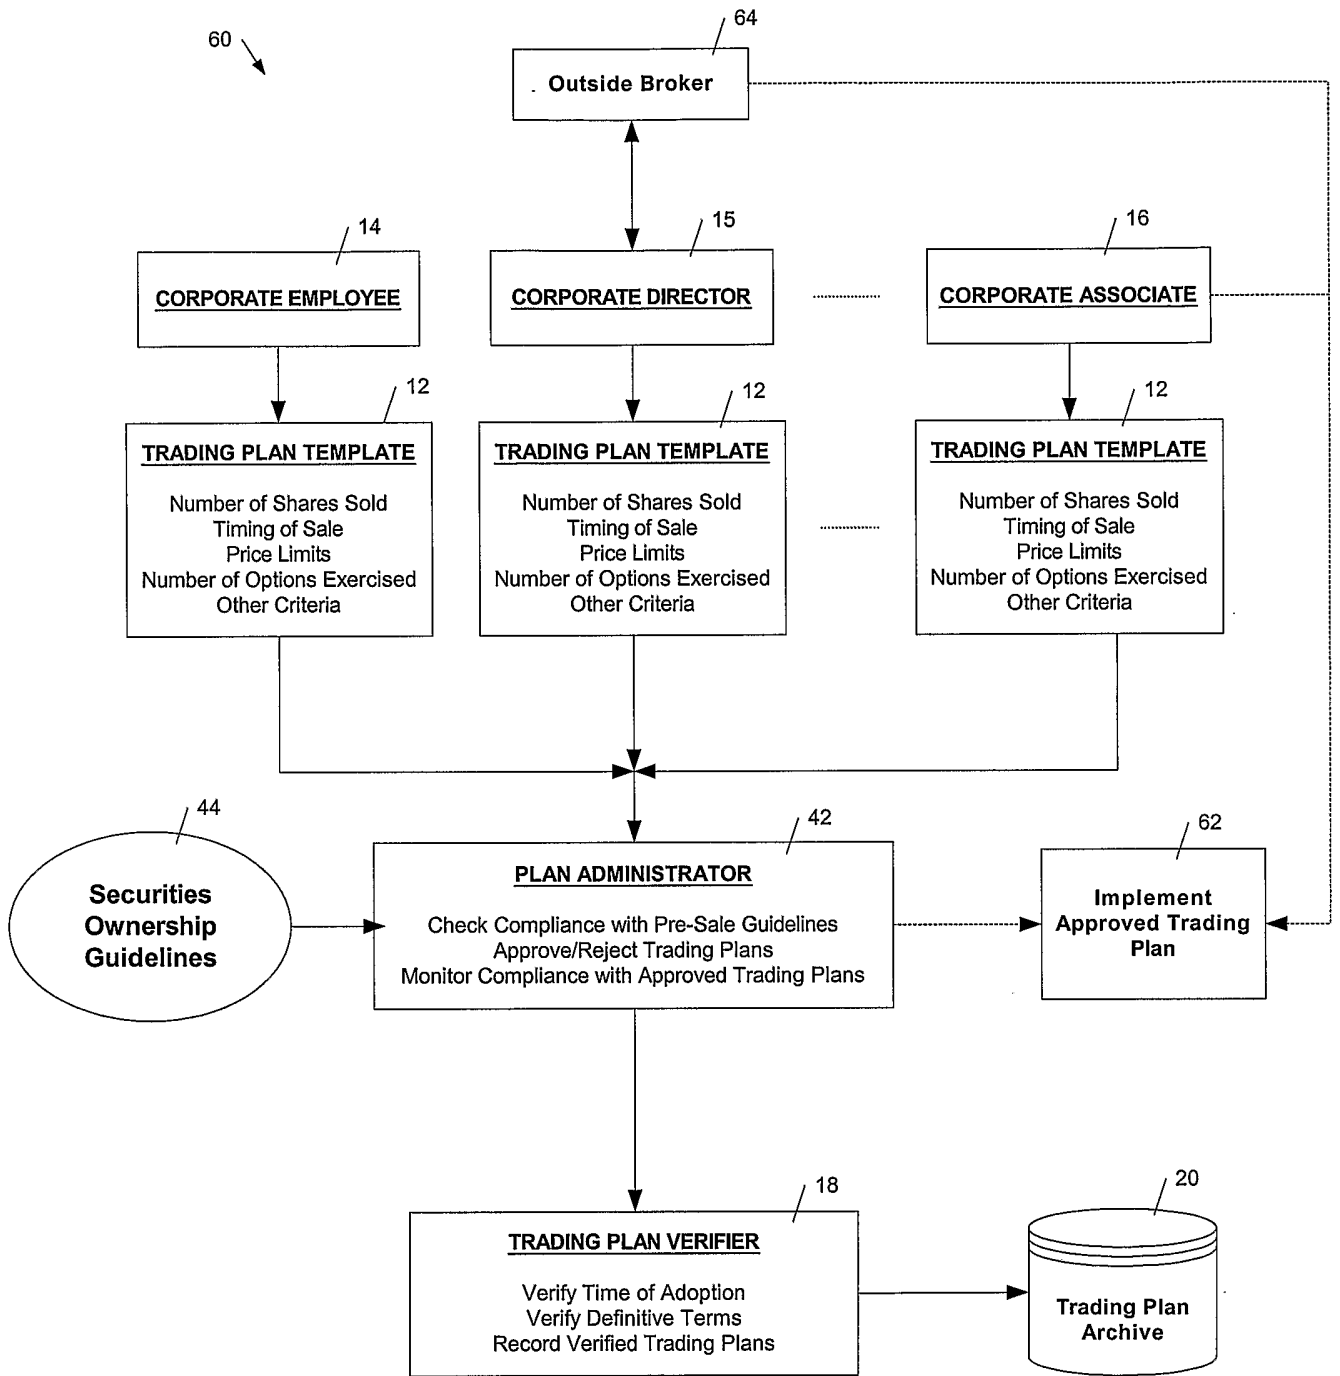 64
60
Outside Broker
14
15
16
CORPORATE EMPLOYEE
CORPORATE DIRECTOR
CORPORATE ASSOCIATE
12
12
12
TRADING PLAN TEMPLATE
Number of Shares Sold
Timing of Sale
Price Limits
Number of Options Exercised
Other Criteria
TRADING PLAN TEMPLATE
Number of Shares Sold
Timing of Sale
Price Limits
Number of Options Exercised
Other Criteria
TRADING PLAN TEMPLATE
Number of Shares Sold
Timing of Sale
Price Limits
Number of Options Exercised
Other Criteria
44
42
62
Securities
Ownership
Guidelines
PLAN ADMINISTRATOR
Check Compliance with Pre-Sale Guidelines
Approve/Reject Trading Plans
Monitor Compliance with Approved Trading Plans
Implement
Approved Trading
Plan
18
20
TRADING PLAN VERIFIER
Verify Time of Adoption
Verify Definitive Terms
Record Verified Trading Plans
Trading Plan
Archive